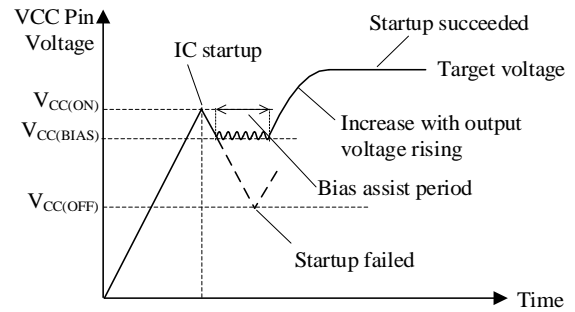 VCC Pin
Voltage
Startup succeeded
IC startup
Target voltage
VCC(ON)
Increase with output
voltage rising
VCC(BIAS)
Bias assist period
VCC(OFF)
Startup failed
Time